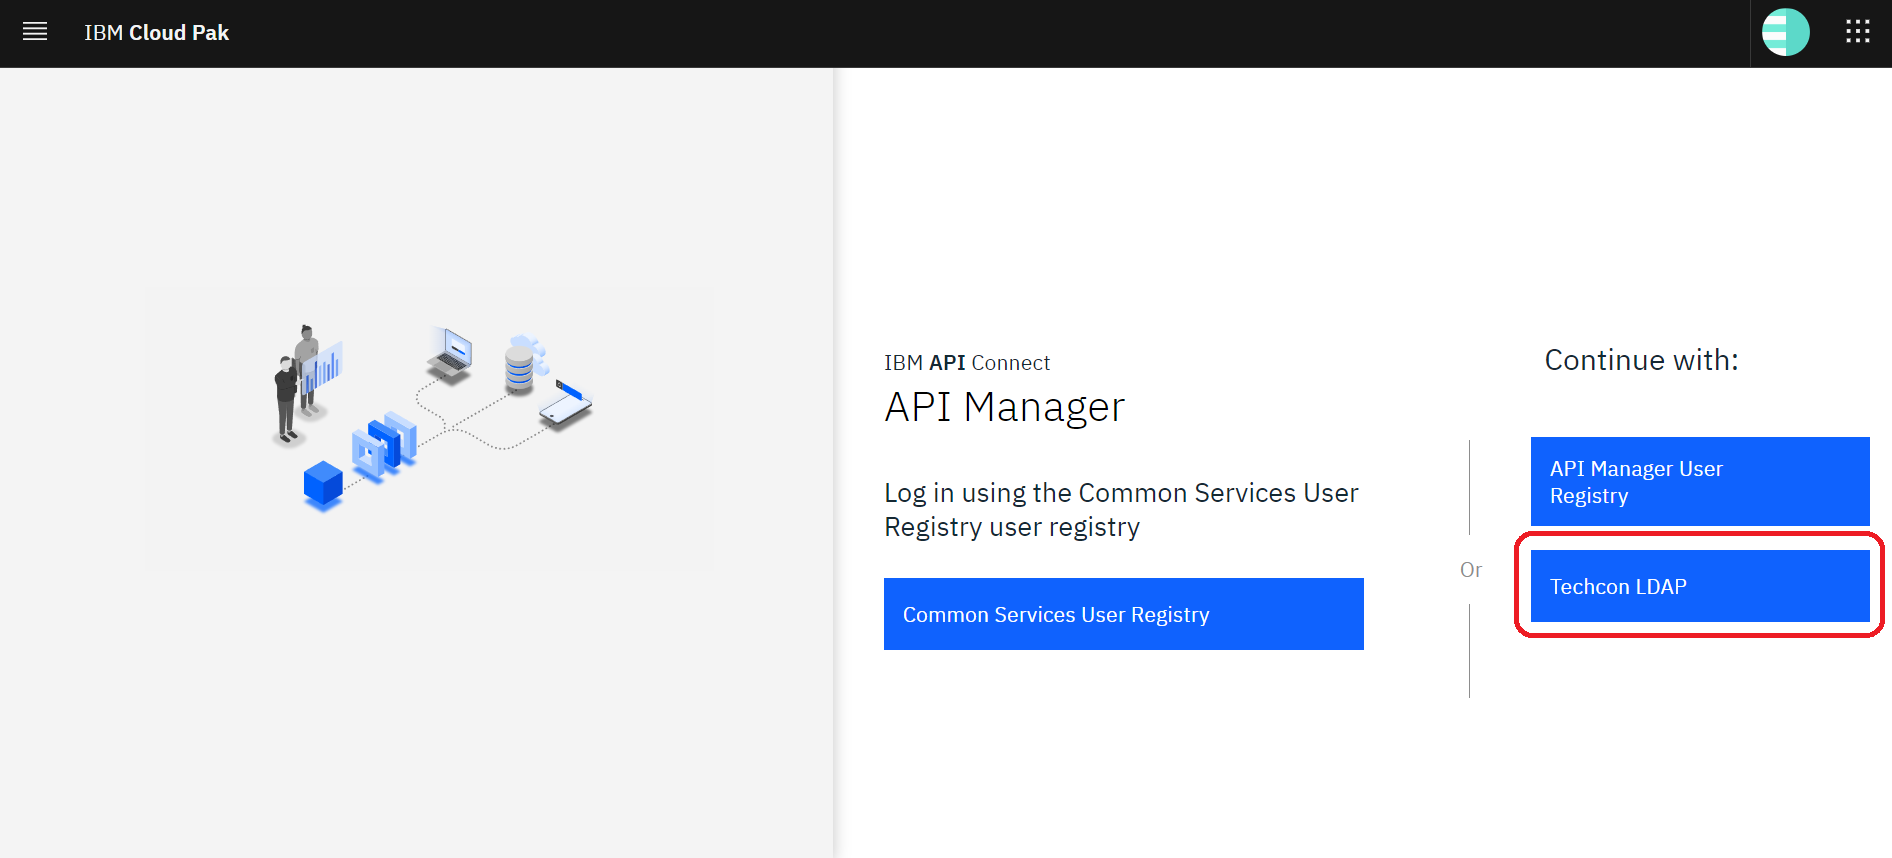 IBM Cloud Pak
IBM API Connect
API Manager
Log in using the Common Services User
Registry user registry
Common Services User Registry
Or
Continue with:
API Manager User
Registry
Techcon LDAP